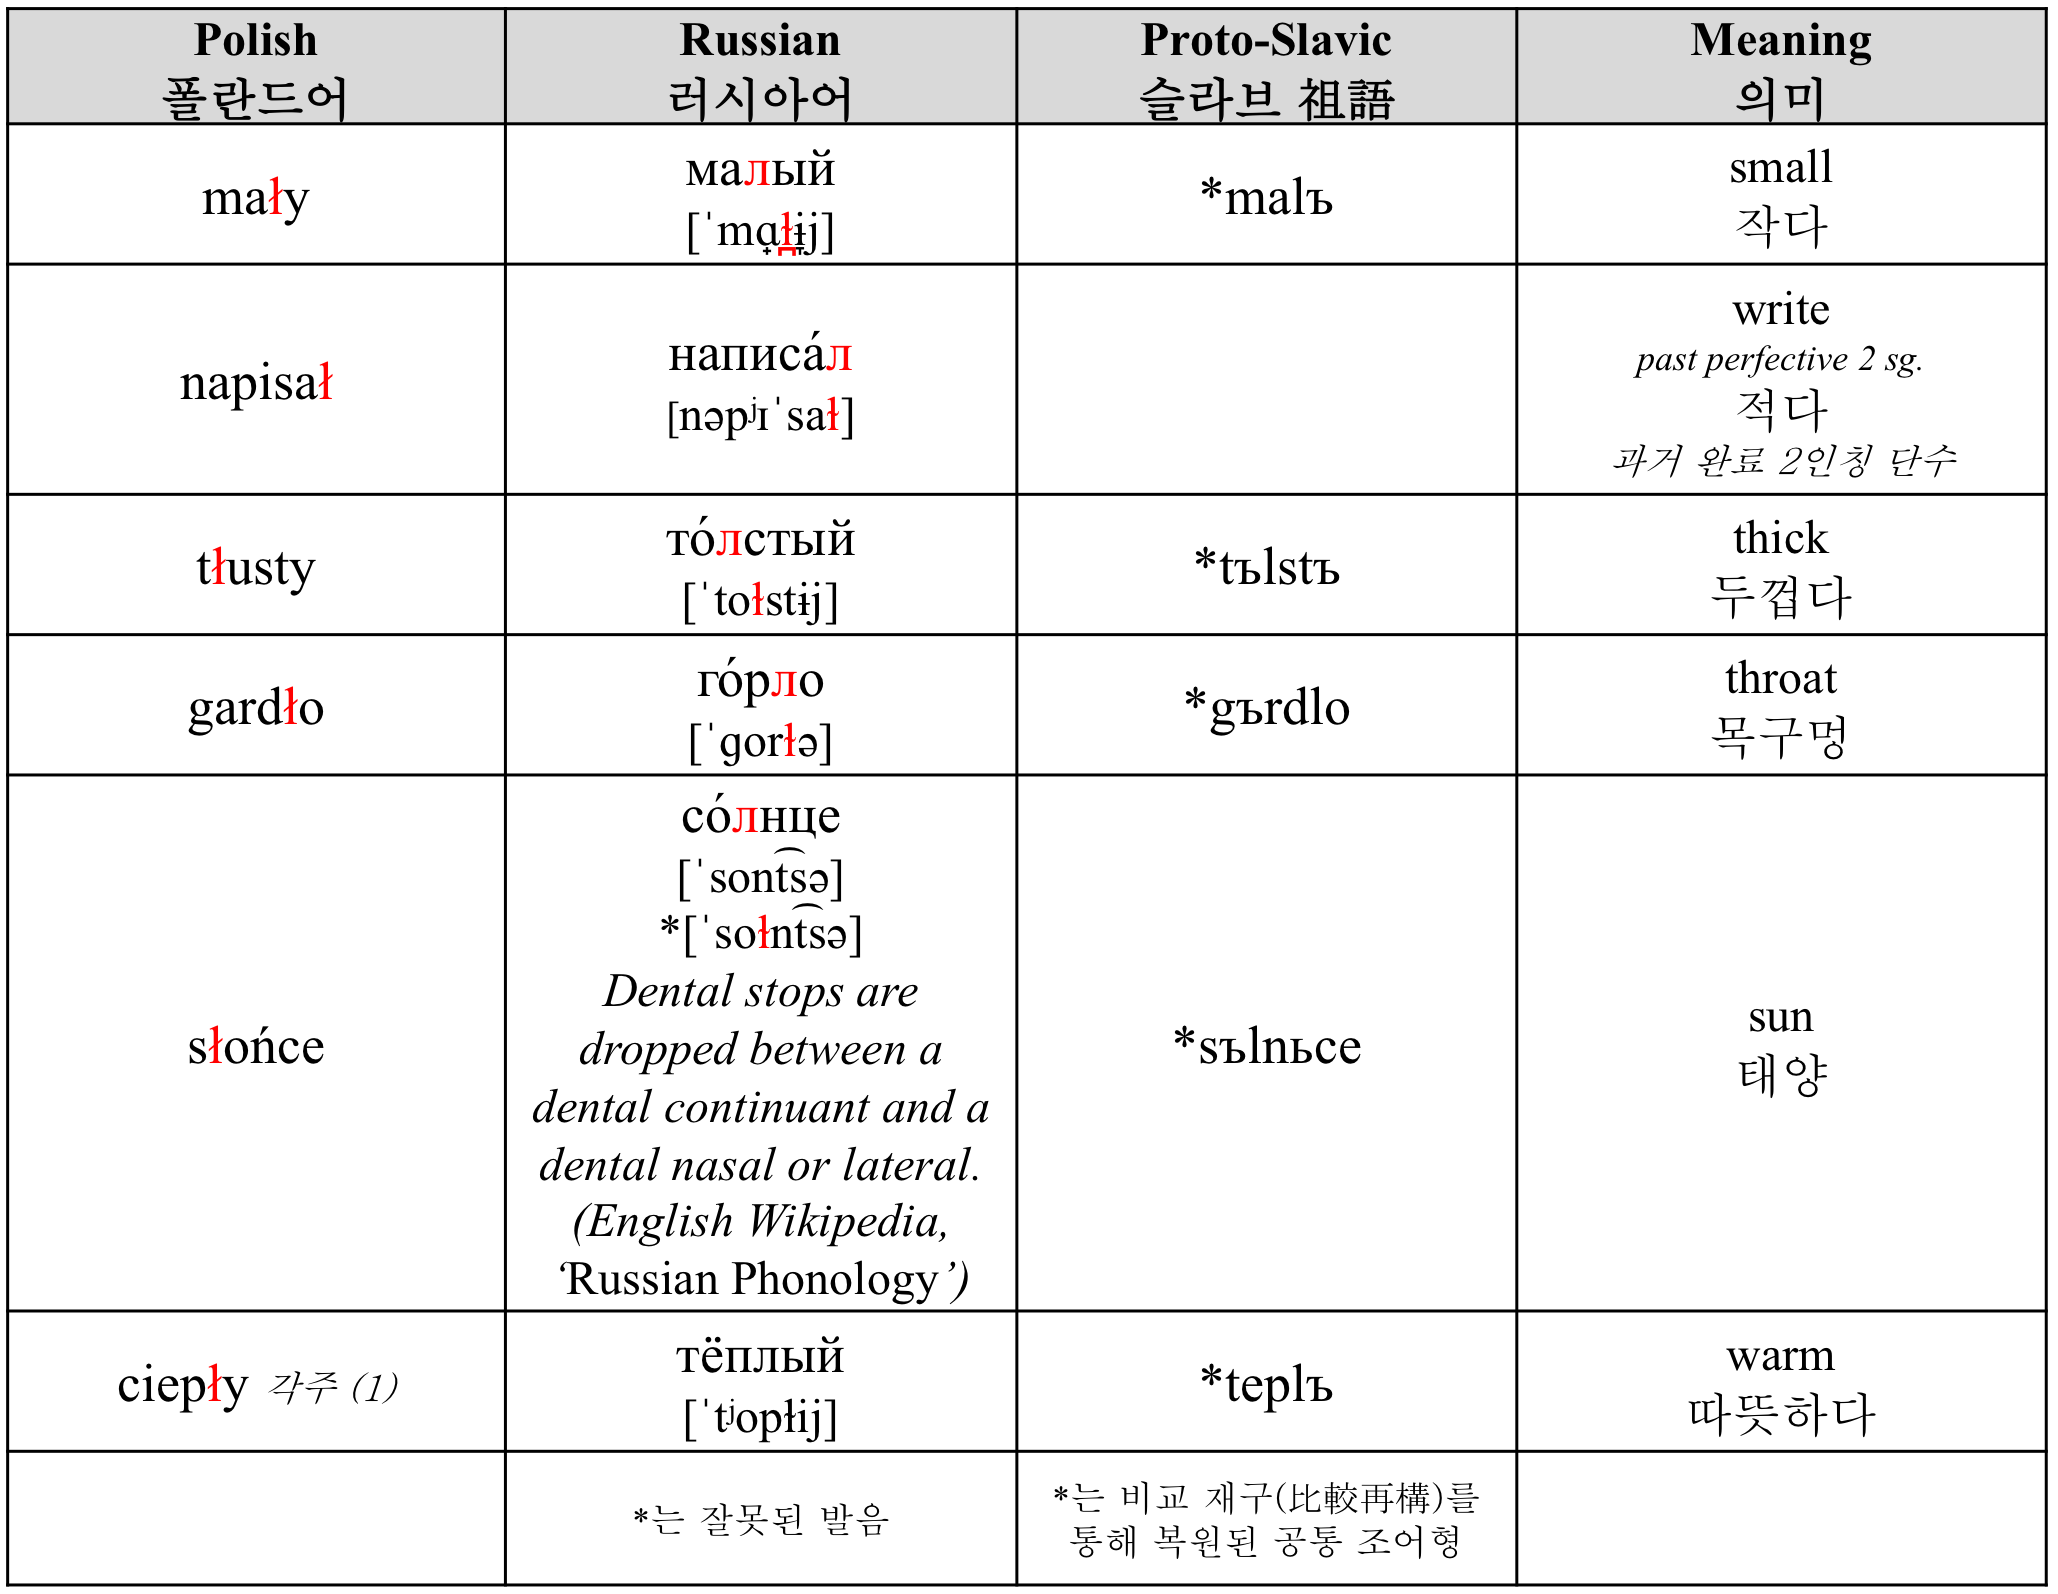 Polish
폴란드어
Russian
러시아어
Proto-Slavic
슬라브 祖語
Meaning
의미
mały
малый
[ˈmɑ̟ɫ̪ɨ̞j]
*malъ
small
작다
napisał
написа́л
[nəpʲɪˈsaɫ]
write
past perfective 2 sg.
적다
과거 완료 2인칭 단수
tłusty
то́лстый
[ˈtoɫstɨj]
*tъlstъ
thick
두껍다
gardło
го́рло
[ˈɡorɫə]
*gъrdlo
throat
목구멍
słońce
со́лнце
[ˈsont͡sə]
*[ˈsoɫnt͡sə]
Dental stops are
dropped between a
dental continuant and a
dental nasal or lateral.
(English Wikipedia,
‘Russian Phonology’)
*sъlnьce
sun
태양
ciepły 각주 (1)
тёплый
[ˈtʲopɫij]
*teplъ
warm
따뜻하다
*는 잘못된 발음
*는 비교 재구(比較再構)를
통해 복원된 공통 조어형